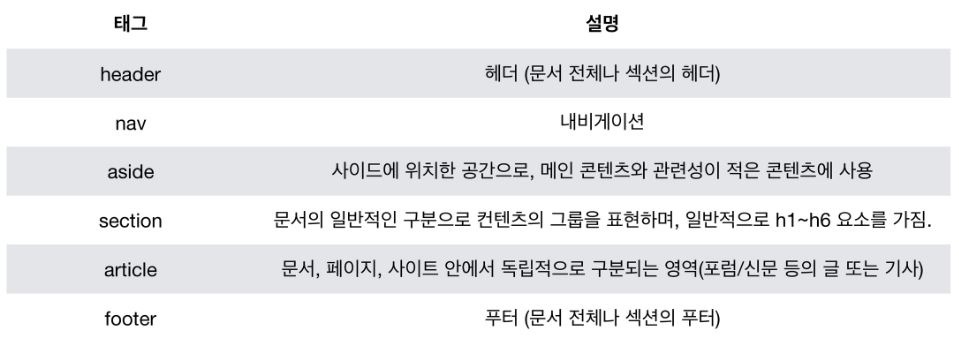 태그 설명
header 헤더 (문서 전체나 섹션의 헤더)
nav 내비게이션
aside 사이드에 위치한 공간으로, 메인 콘텐츠와 관련성이 적은 콘텐츠에 사용
section 문서의 일반적인 구분으로 컨텐츠의 그룹을 표현하며, 일반적으로 h1~h6 요소를 가짐.
article 문서, 페이지, 사이트 안에서 독립적으로 구분되는 영역(포럼/신문 등의 글 또는 기사)
footer 푸터 (문서 전체나 섹션의 푸터)